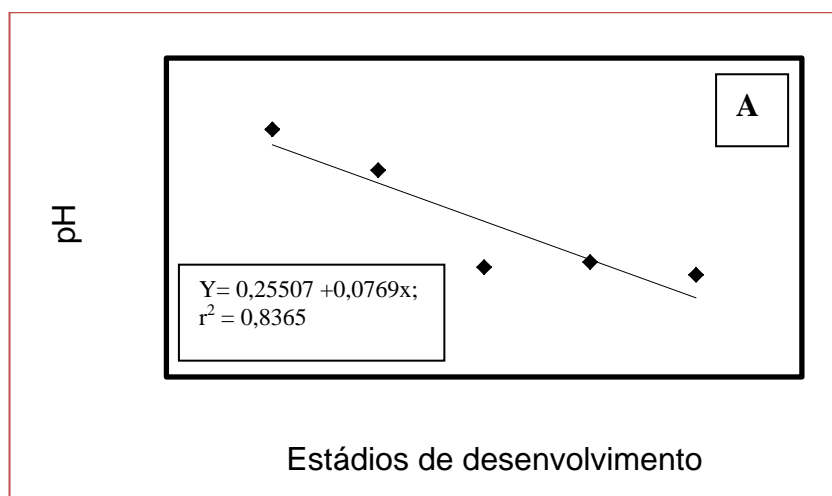 A
pH
Y= 0,25507 +0,0769x;
r² = 0,8365
Estádios de desenvolvimento